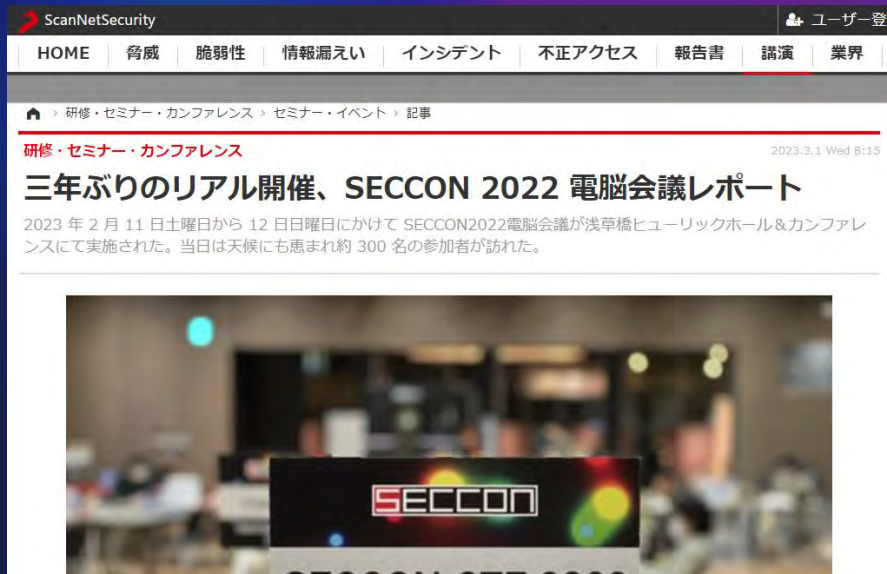 ScanNetSecurity
ユーザー登
HOME 脅威 脆弱性 情報漏えい インシデント 不正アクセス 報告書 講演 業界
研修・セミナー・カンファレンス › セミナー・イベント › 記事
研修・セミナー・カンファレンス
2023.3.1 Wed 8:15
三年ぶりのリアル開催、SECCON 2022 電脳会議レポート
2023 年 2 月 11 日土曜日から 12 日日曜日にかけて SECCON2022電脳会議が浅草橋ヒューリックホール&カンファレ
ンスにて実施された。当日は天候にも恵まれ約 300 名の参加者が訪れた。
SECCON